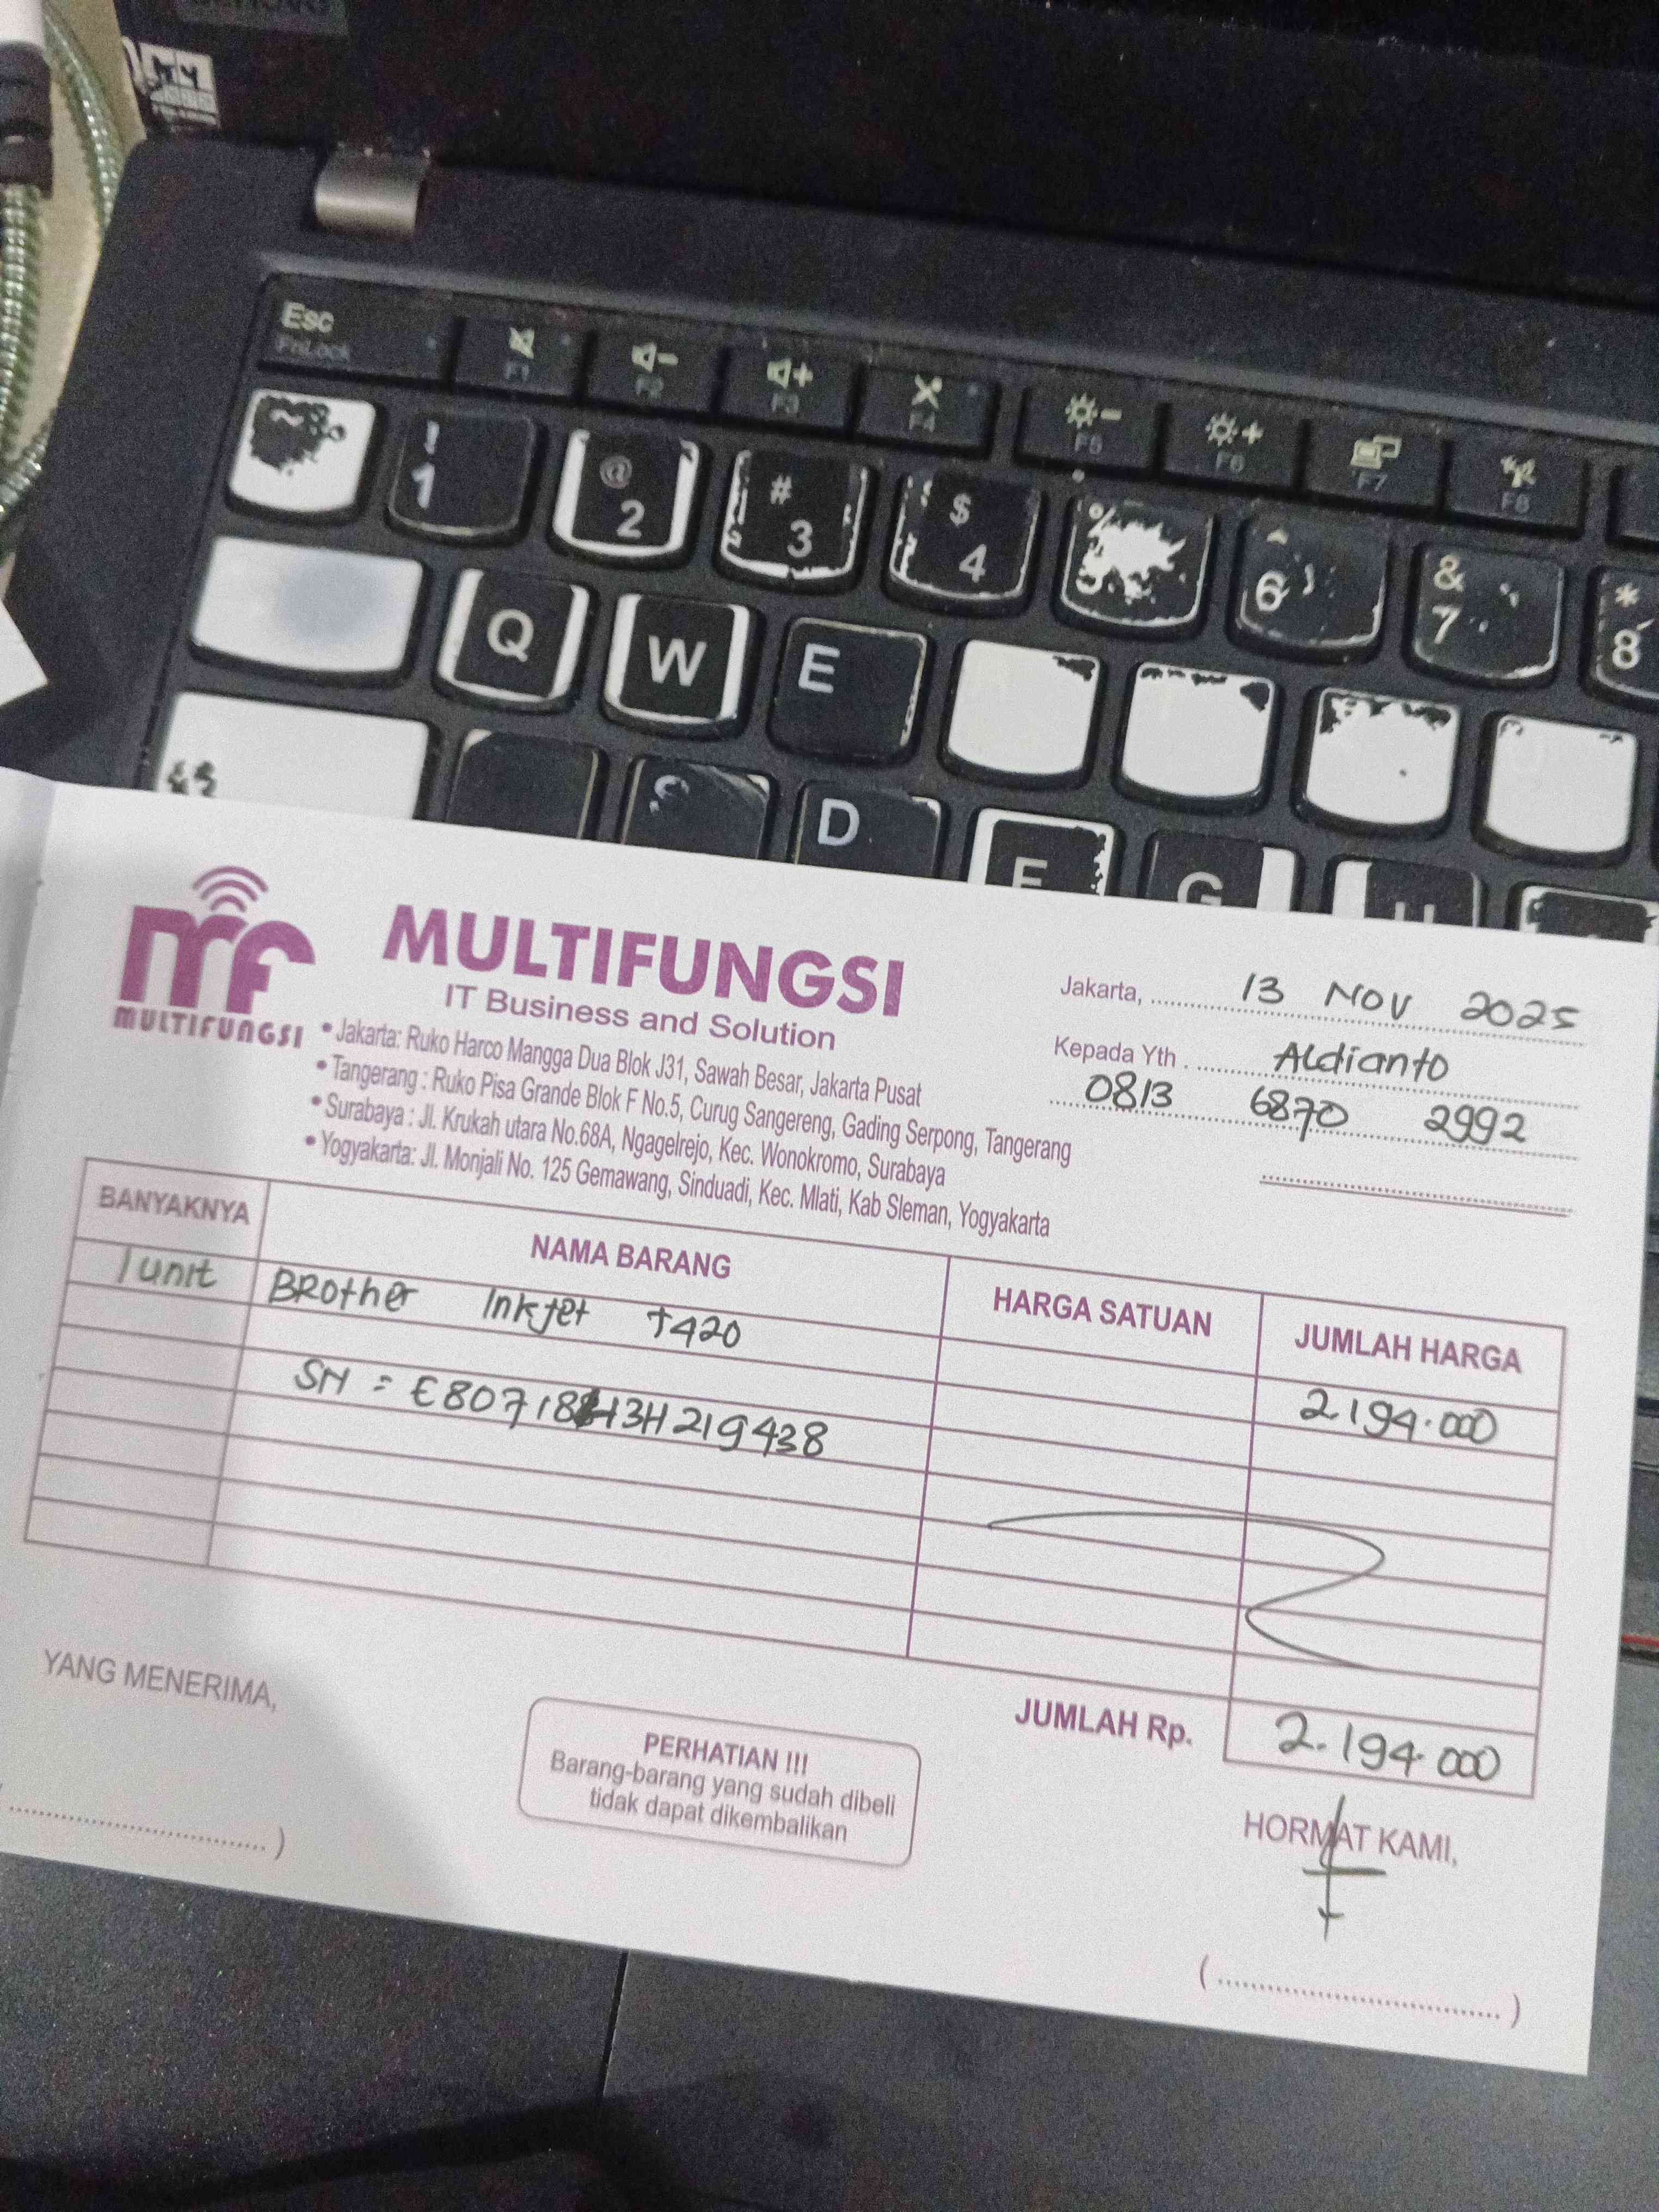 Esc
FnLock
F1
F2
F3
F4
F5
F6
F7
F8
! 1
@ 2
# 3
$ 4
%
^ 6
& 7
* 8
Q W E
S D F G H
mf
MULTIFUNGSI
MULTIFUNGSI
IT Business and Solution
• Jakarta: Ruko Harco Mangga Dua Blok J31, Sawah Besar, Jakarta Pusat
• Tangerang : Ruko Pisa Grande Blok F No.5, Curug Sangereng, Gading Serpong, Tangerang
• Surabaya : Jl. Krukah utara No.68A, Ngagelrejo, Kec. Wonokromo, Surabaya
• Yogyakarta: Jl. Monjali No. 125 Gemawang, Sinduadi, Kec. Mlati, Kab Sleman, Yogyakarta
Jakarta, 13 NOV 2025
Kepada Yth . Aldianto
0813 6870 2992
BANYAKNYA NAMA BARANG HARGA SATUAN JUMLAH HARGA
1 unit BRother Inkjet T420 2.194.000
SN =
JUMLAH Rp. 2.194.000
YANG MENERIMA,
PERHATIAN !!!
Barang-barang yang sudah dibeli
tidak dapat dikembalikan
HORMAT KAMI,